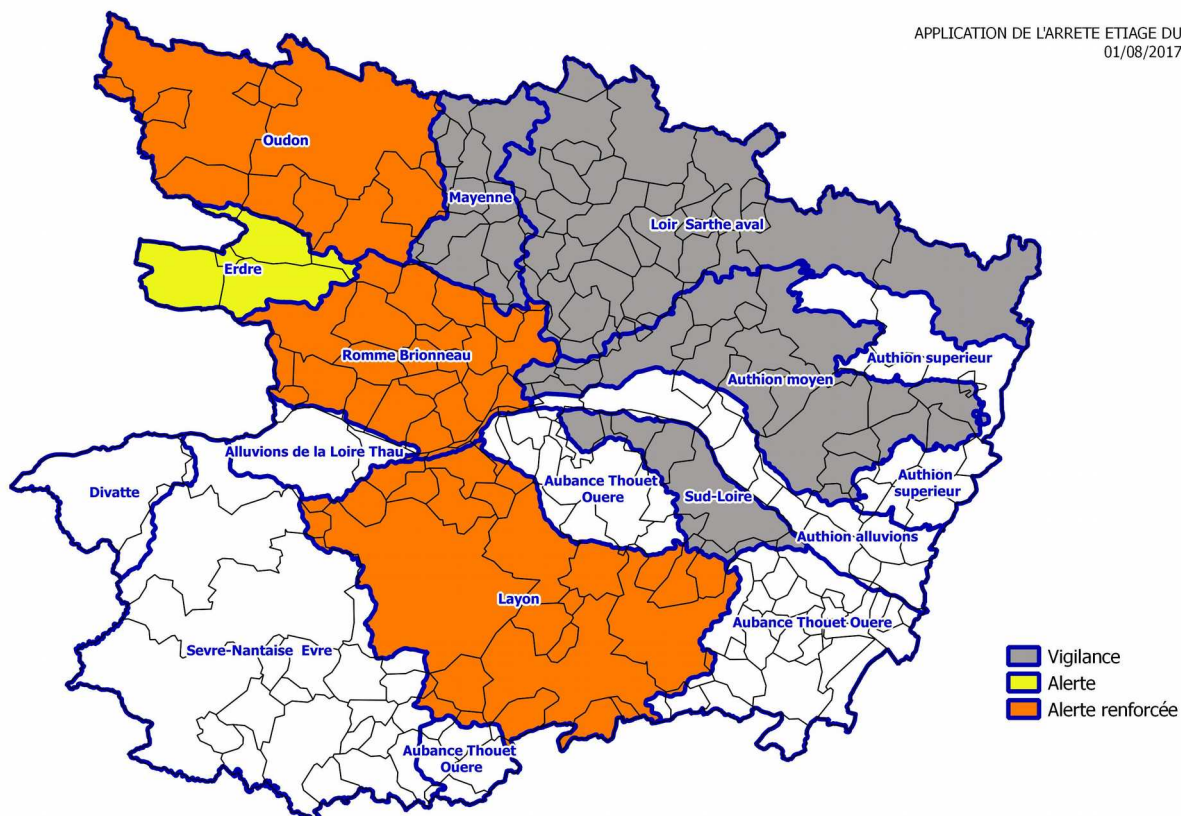 APPLICATION DE L'ARRETE ETIAGE DU
01/08/2017
Oudon
Mayenne
Loir Sarthe aval
Erdre
Romme Brionneau
Authion superieur
Authion moyen
Alluvions de la Loire Thau
Divatte
Aubance Thouet
Ouere
Sud-Loire
Authion
superieur
Authion alluvions
Layon
Aubance Thouet Ouere
Sevre-Nantaise Evre
Aubance Thouet
Ouere
Vigilance
Alerte
Alerte renforcée